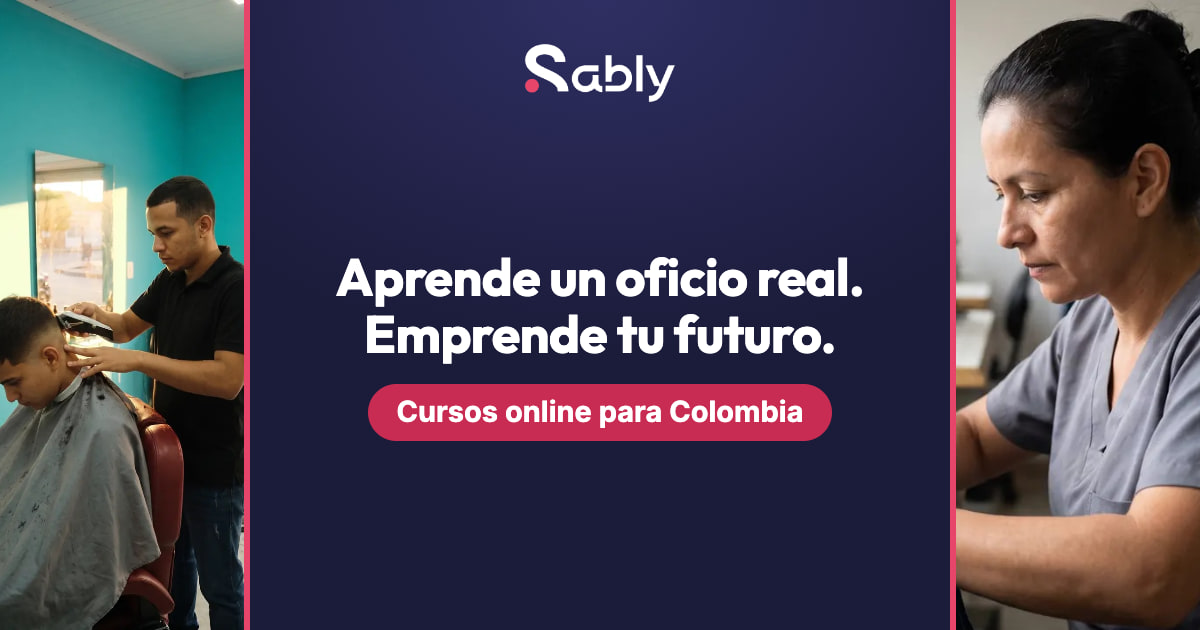 Sably
Aprende un oficio real.
Emprende tu futuro.
Cursos online para Colombia